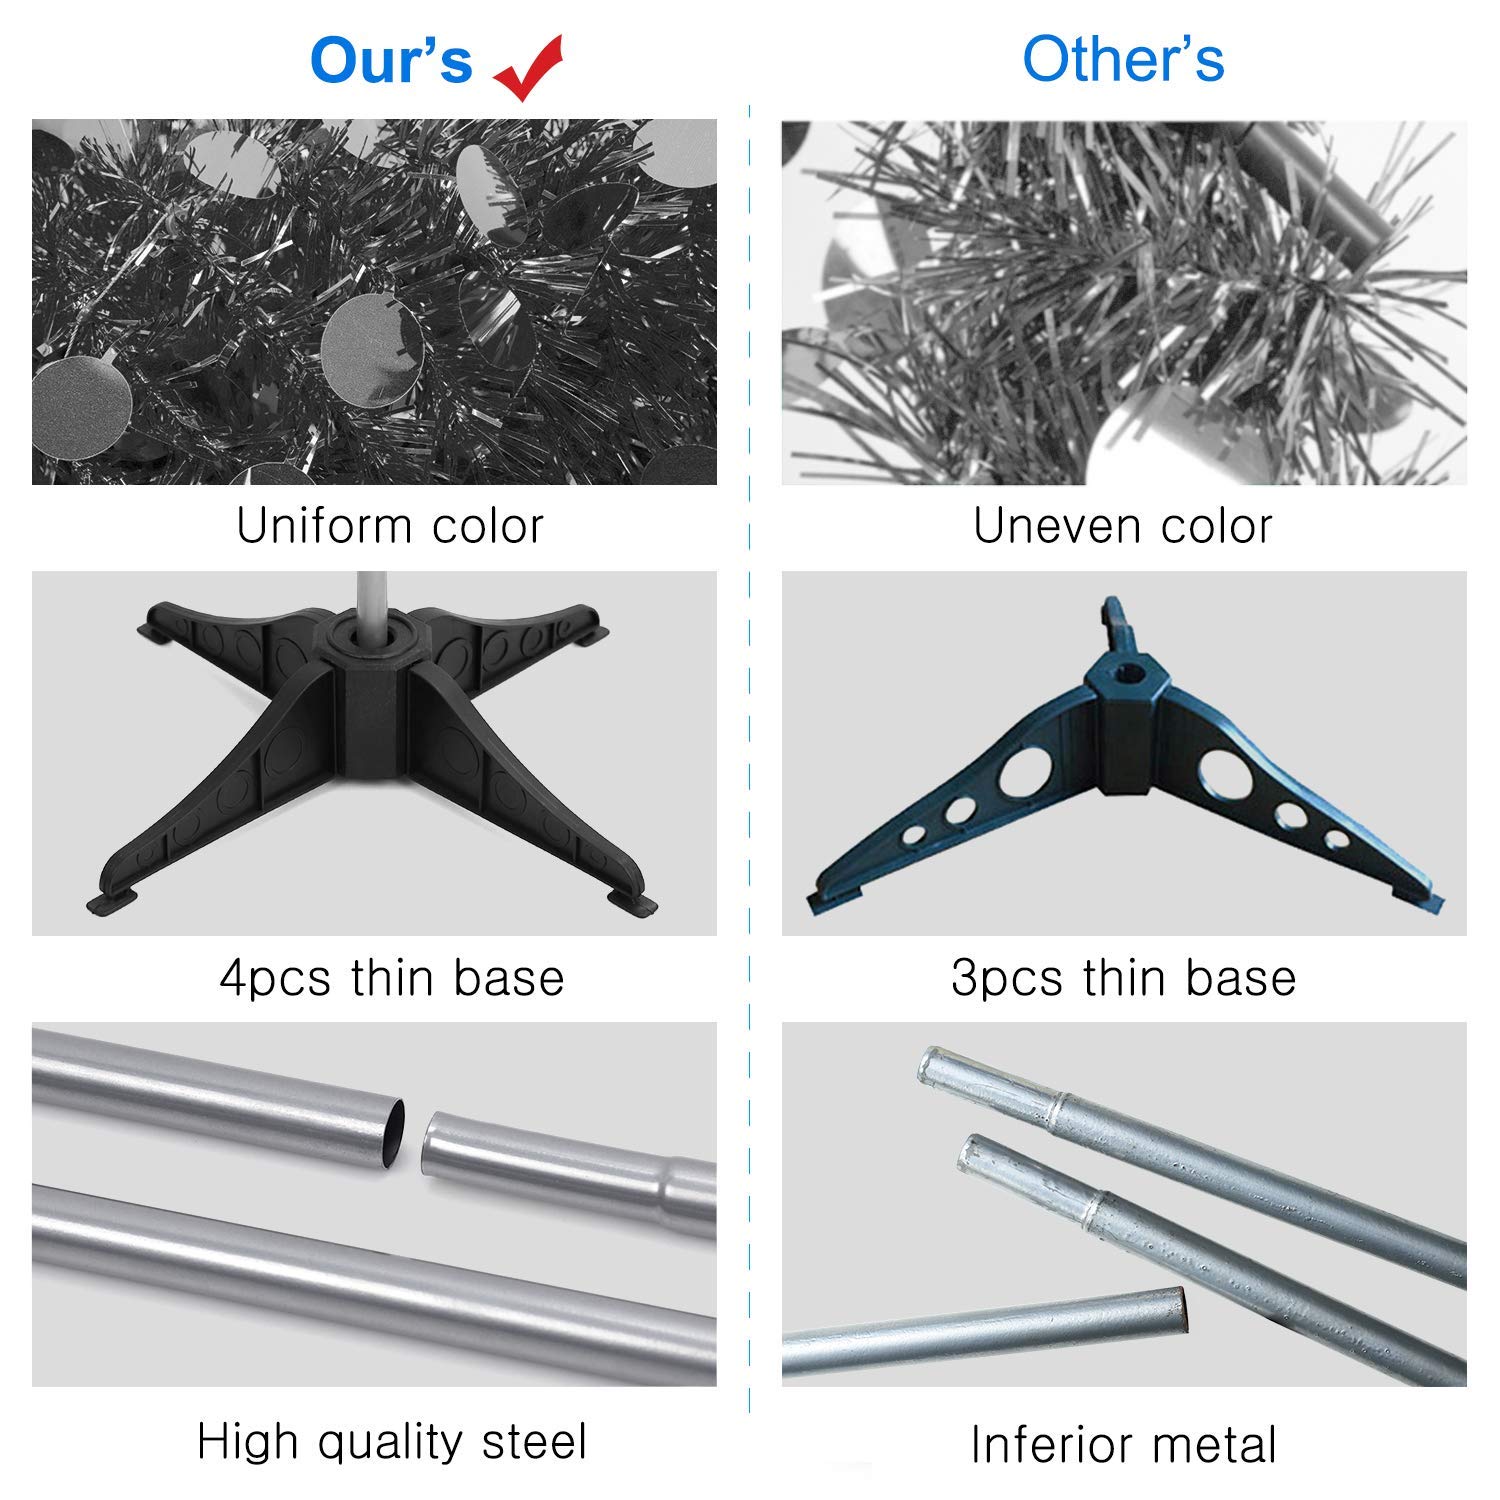 Our's
Other's
Uniform color
Uneven color
4pcs thin base
3pcs thin base
High quality steel
Inferior metal